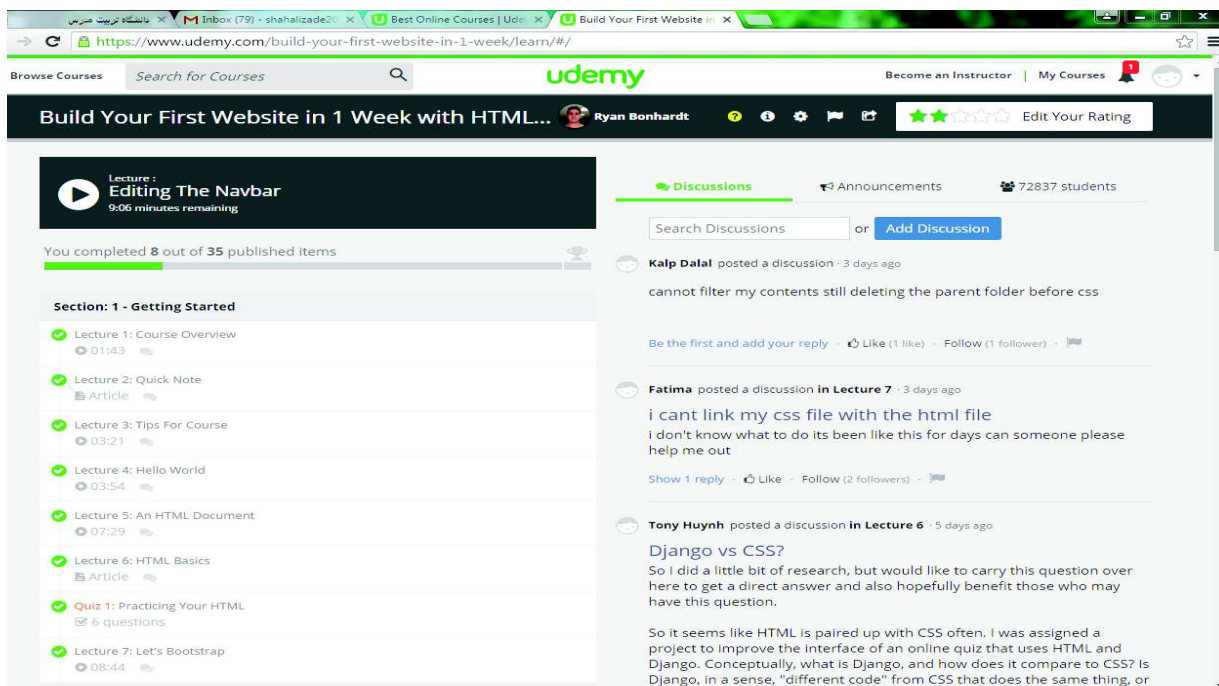 دانشگاه تربیت مدرس
Inbox (79) - shahalizade20
Best Online Courses | Ude
Build Your First Website in
https://www.udemy.com/build-your-first-website-in-1-week/learn/#/
Browse Courses
Search for Courses
udemy
Become an Instructor | My Courses
1
Build Your First Website in 1 Week with HTML...
Ryan Bonhardt
Edit Your Rating
Lecture :
Editing The Navbar
9:06 minutes remaining
You completed 8 out of 35 published items
Section: 1 - Getting Started
Lecture 1: Course Overview
01:43
Lecture 2: Quick Note
Article
Lecture 3: Tips For Course
03:21
Lecture 4: Hello World
03:54
Lecture 5: An HTML Document
07:29
Lecture 6: HTML Basics
Article
Quiz 1: Practicing Your HTML
6 questions
Lecture 7: Let's Bootstrap
08:44
Discussions
Announcements
72837 students
Search Discussions
or
Add Discussion
Kalp Dalal posted a discussion · 3 days ago
cannot filter my contents still deleting the parent folder before css
Be the first and add your reply · Like (1 like) · Follow (1 follower) ·
Fatima posted a discussion in Lecture 7 · 3 days ago
i cant link my css file with the html file
i don't know what to do its been like this for days can someone please
help me out
Show 1 reply · Like · Follow (2 followers) ·
Tony Huynh posted a discussion in Lecture 6 · 5 days ago
Django vs CSS?
So I did a little bit of research, but would like to carry this question over
here to get a direct answer and also hopefully benefit those who may
have this question.
So it seems like HTML is paired up with CSS often. I was assigned a
project to improve the interface of an online quiz that uses HTML and
Django. Conceptually, what is Django, and how does it compare to CSS? Is
Django, in a sense, "different code" from CSS that does the same thing, or